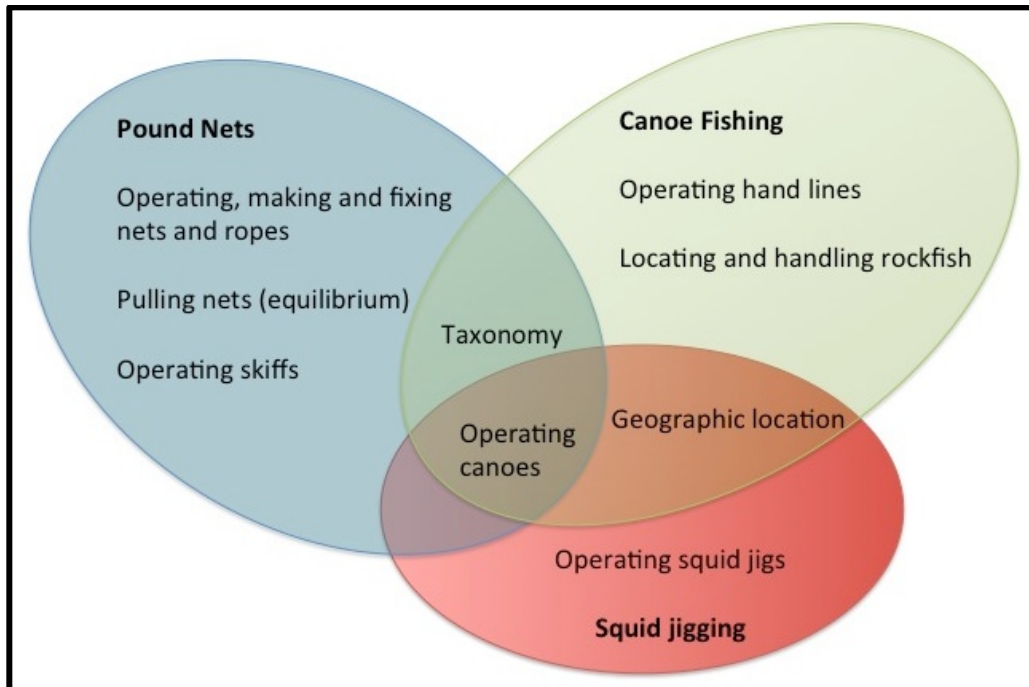 Pound Nets
Operating, making and fixing
nets and ropes
Pulling nets (equilibrium)
Operating skiffs
Canoe Fishing
Operating hand lines
Locating and handling rockfish
Taxonomy
Operating
canoes
Geographic location
Operating squid jigs
Squid jigging